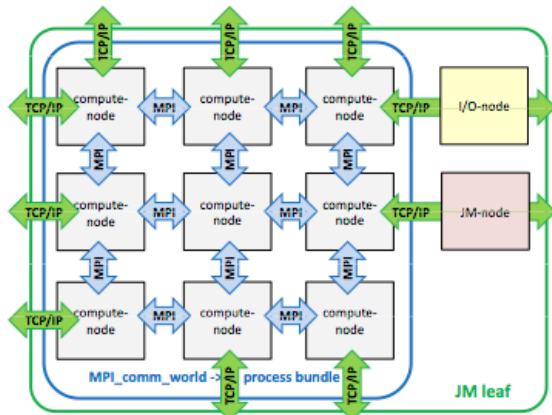 TCP/IP TCP/IP TCP/IP
compute-
node
MPI
compute-
node
MPI
compute-
node
TCP/IP
TCP/IP
I/O-node
MPI MPI MPI
compute-
node
MPI
compute-
node
MPI
compute-
node
TCP/IP
TCP/IP
JM-node
MPI MPI MPI
compute-
node
MPI
compute-
node
MPI
compute-
node
TCP/IP
MPI_comm_world -> process bundle
TCP/IP TCP/IP
JM leaf